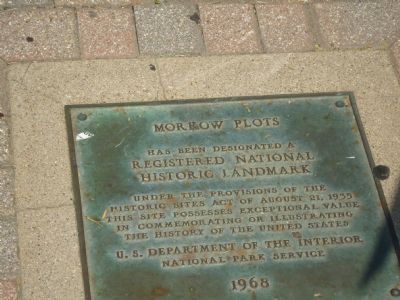 MORROW PLOTS
HAS BEEN DESIGNATED A
REGISTERED NATIONAL
HISTORIC LANDMARK
UNDER THE PROVISIONS OF THE
HISTORIC SITES ACT OF AUGUST 21, 1935
THIS SITE POSSESSES EXCEPTIONAL VALUE
IN COMMEMORATING OR ILLUSTRATING
THE HISTORY OF THE UNITED STATES
U. S. DEPARTMENT OF THE INTERIOR
NATIONAL PARK SERVICE
1968